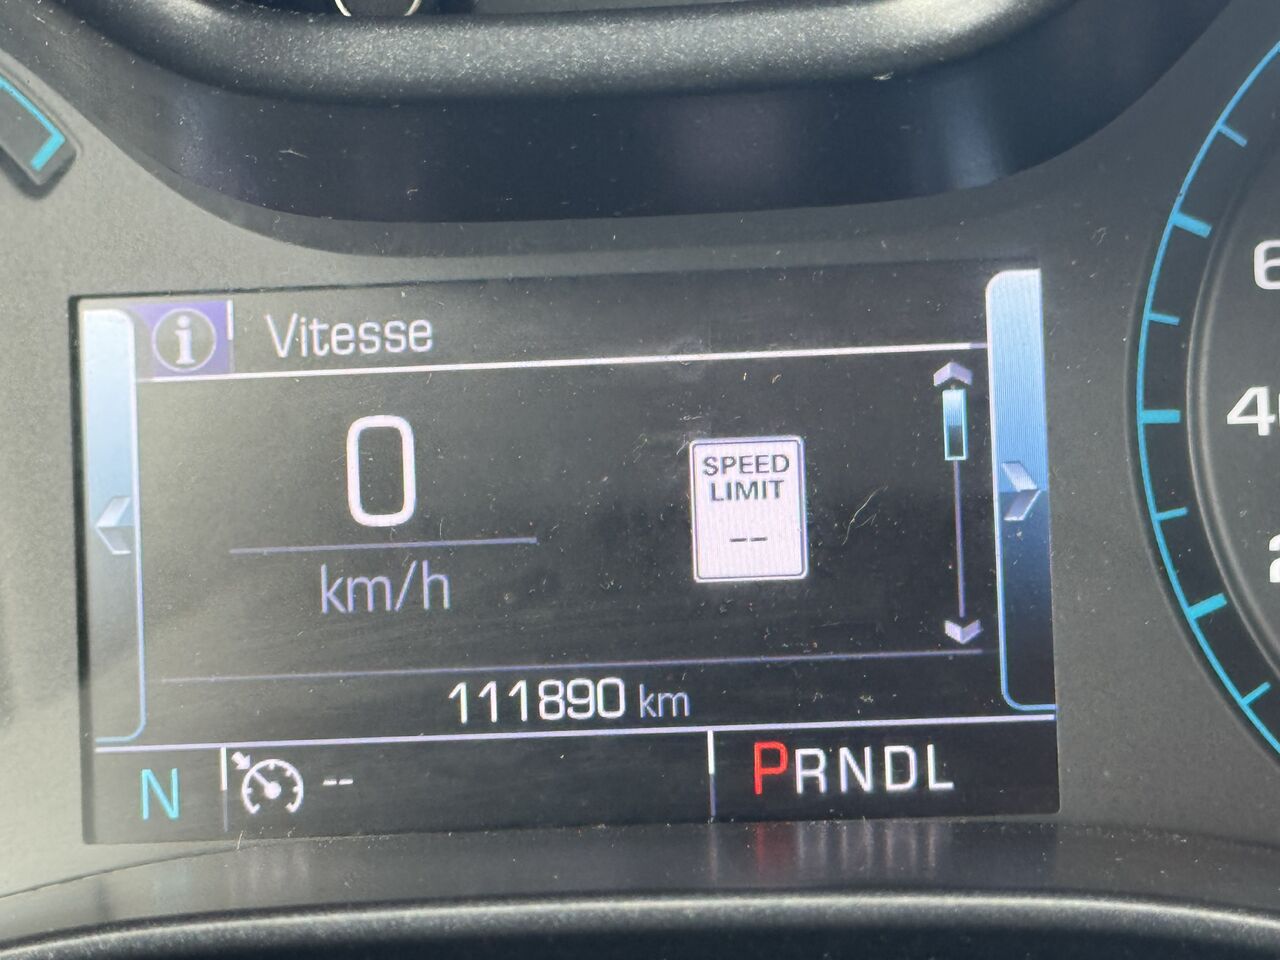 Vitesse
0
km/h
SPEED
LIMIT
--
111890 km
N
--
PRNDL